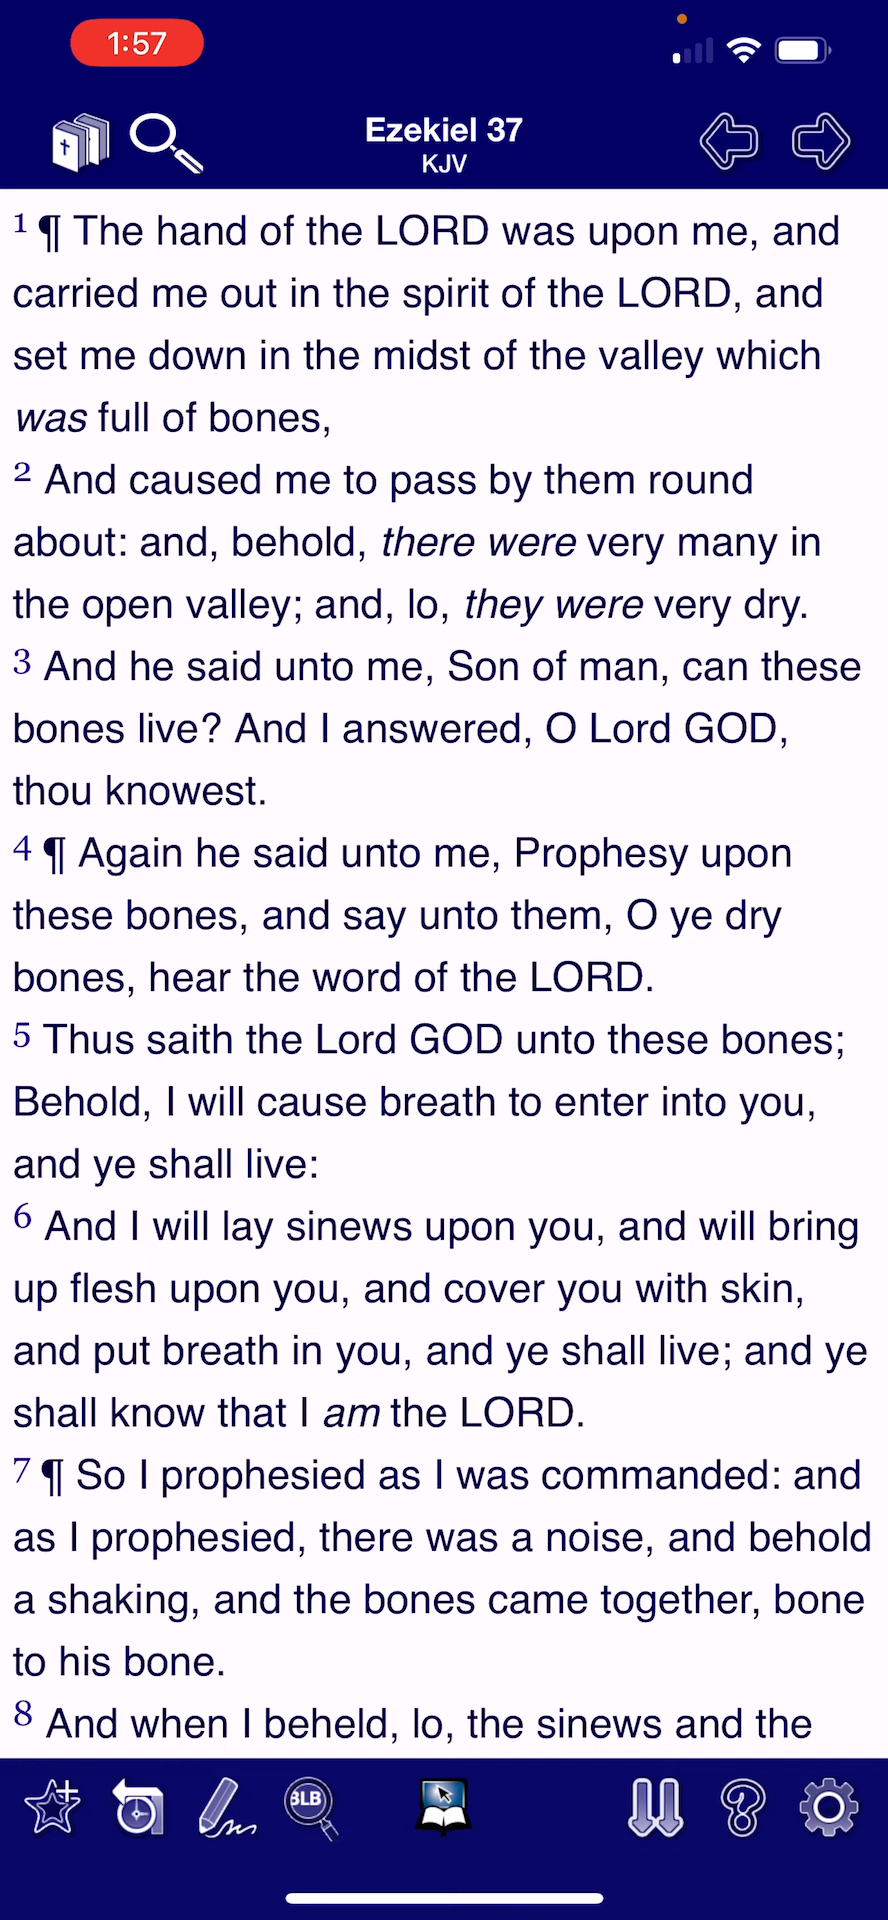 1:57
Ezekiel 37
KJV
1 ¶ The hand of the LORD was upon me, and
carried me out in the spirit of the LORD, and
set me down in the midst of the valley which
was full of bones,
2 And caused me to pass by them round
about: and, behold, there were very many in
the open valley; and, lo, they were very dry.
3 And he said unto me, Son of man, can these
bones live? And I answered, O Lord GOD,
thou knowest.
4 ¶ Again he said unto me, Prophesy upon
these bones, and say unto them, O ye dry
bones, hear the word of the LORD.
5 Thus saith the Lord GOD unto these bones;
Behold, I will cause breath to enter into you,
and ye shall live:
6 And I will lay sinews upon you, and will bring
up flesh upon you, and cover you with skin,
and put breath in you, and ye shall live; and ye
shall know that I am the LORD.
7 ¶ So I prophesied as I was commanded: and
as I prophesied, there was a noise, and behold
a shaking, and the bones came together, bone
to his bone.
8 And when I beheld, lo, the sinews and the
BLB